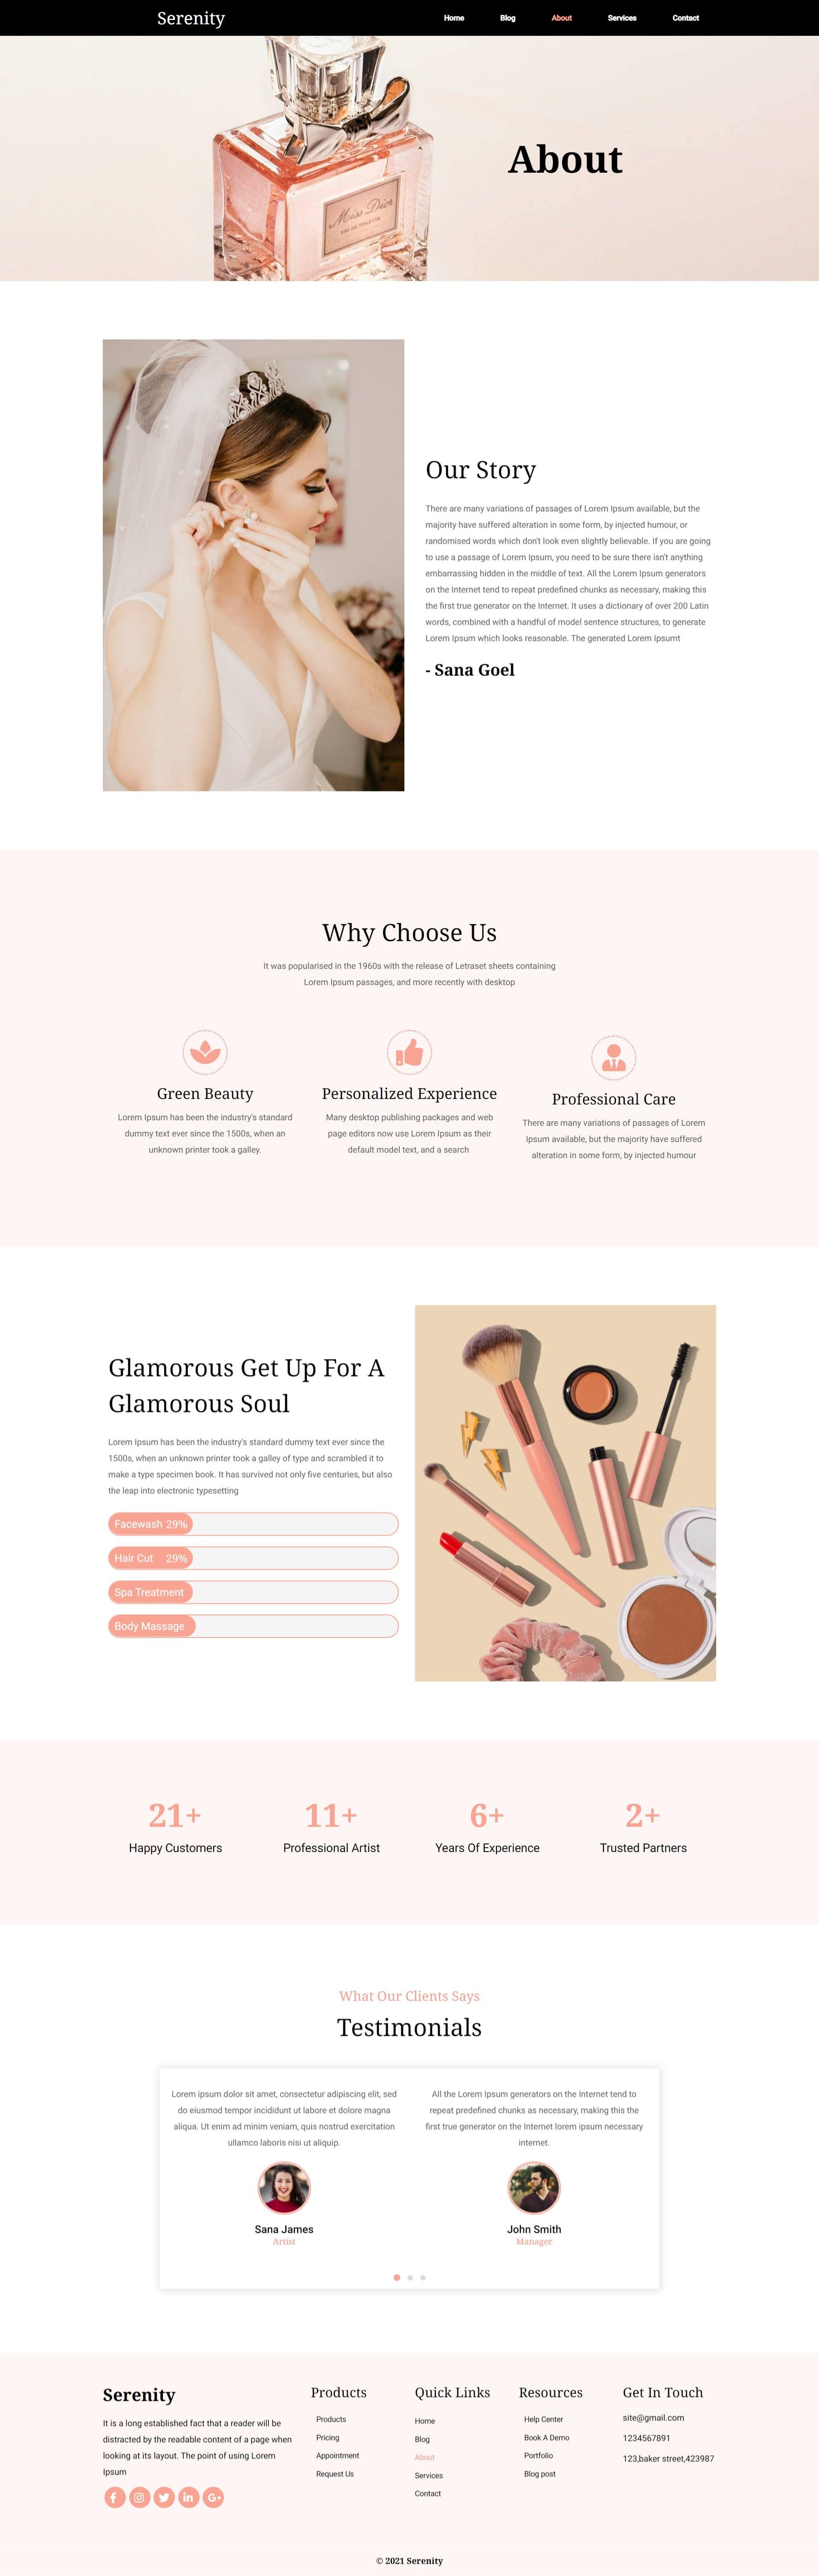 Serenity
Home Blog About Services Contact
Miss Dior
EAU DE TOILETTE
About
Our Story
There are many variations of passages of Lorem Ipsum available, but the
majority have suffered alteration in some form, by injected humour, or
randomised words which don't look even slightly believable. If you are going
to use a passage of Lorem Ipsum, you need to be sure there isn't anything
embarrassing hidden in the middle of text. All the Lorem Ipsum generators
on the Internet tend to repeat predefined chunks as necessary, making this
the first true generator on the Internet. It uses a dictionary of over 200 Latin
words, combined with a handful of model sentence structures, to generate
Lorem Ipsum which looks reasonable. The generated Lorem Ipsumt
- Sana Goel
Why Choose Us
It was popularised in the 1960s with the release of Letraset sheets containing
Lorem Ipsum passages, and more recently with desktop
Green Beauty
Lorem Ipsum has been the industry's standard
dummy text ever since the 1500s, when an
unknown printer took a galley.
Personalized Experience
Many desktop publishing packages and web
page editors now use Lorem Ipsum as their
default model text, and a search
Professional Care
There are many variations of passages of Lorem
Ipsum available, but the majority have suffered
alteration in some form, by injected humour
Glamorous Get Up For A
Glamorous Soul
Lorem Ipsum has been the industry's standard dummy text ever since the
1500s, when an unknown printer took a galley of type and scrambled it to
make a type specimen book. It has survived not only five centuries, but also
the leap into electronic typesetting
Facewash 29%
Hair Cut 29%
Spa Treatment
Body Massage
21+
Happy Customers
11+
Professional Artist
6+
Years Of Experience
2+
Trusted Partners
What Our Clients Says
Testimonials
Lorem ipsum dolor sit amet, consectetur adipiscing elit, sed
do eiusmod tempor incididunt ut labore et dolore magna
aliqua. Ut enim ad minim veniam, quis nostrud exercitation
ullamco laboris nisi ut aliquip.
Sana James
Artist
All the Lorem Ipsum generators on the Internet tend to
repeat predefined chunks as necessary, making this the
first true generator on the Internet lorem ipsum necessary
internet.
John Smith
Manager
Serenity
It is a long established fact that a reader will be
distracted by the readable content of a page when
looking at its layout. The point of using Lorem
Ipsum
Products
Products
Pricing
Appointment
Request Us
Quick Links
Home
Blog
About
Services
Contact
Resources
Help Center
Book A Demo
Portfolio
Blog post
Get In Touch
site@gmail.com
1234567891
123,baker street,423987
© 2021 Serenity